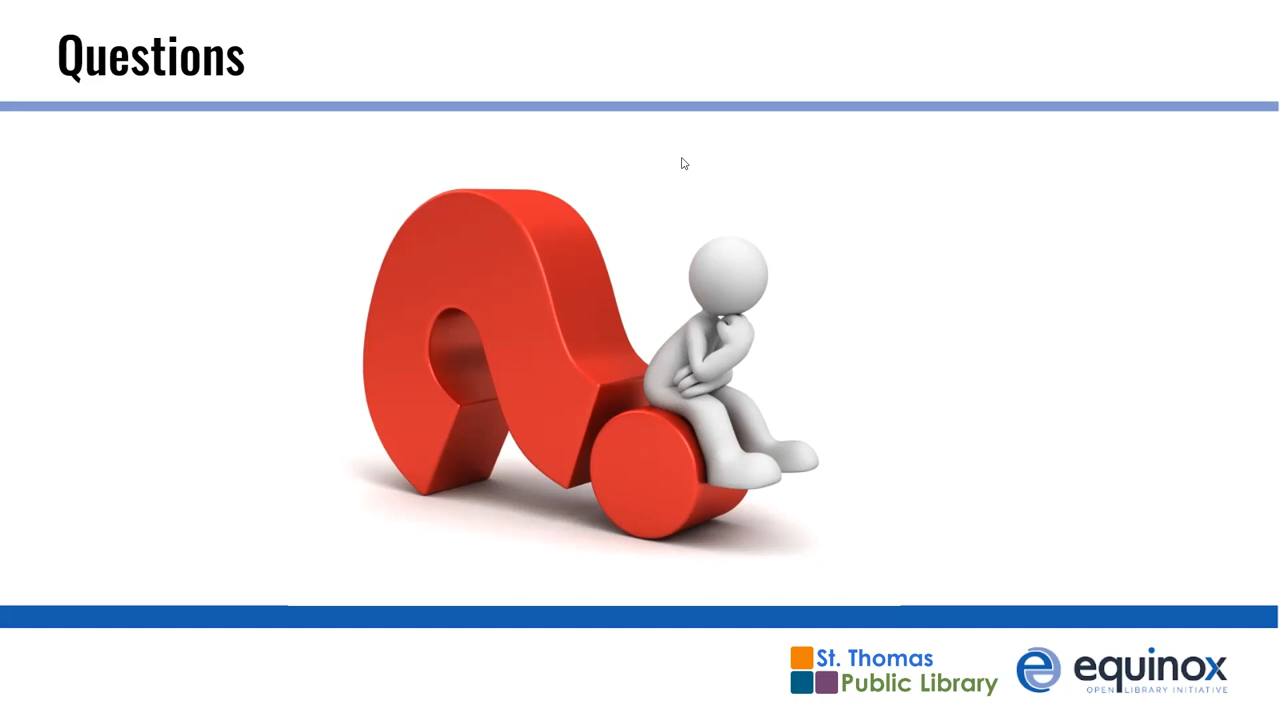 Questions
St. Thomas
Public Library
equinox
OPEN LIBRARY INITIATIVE